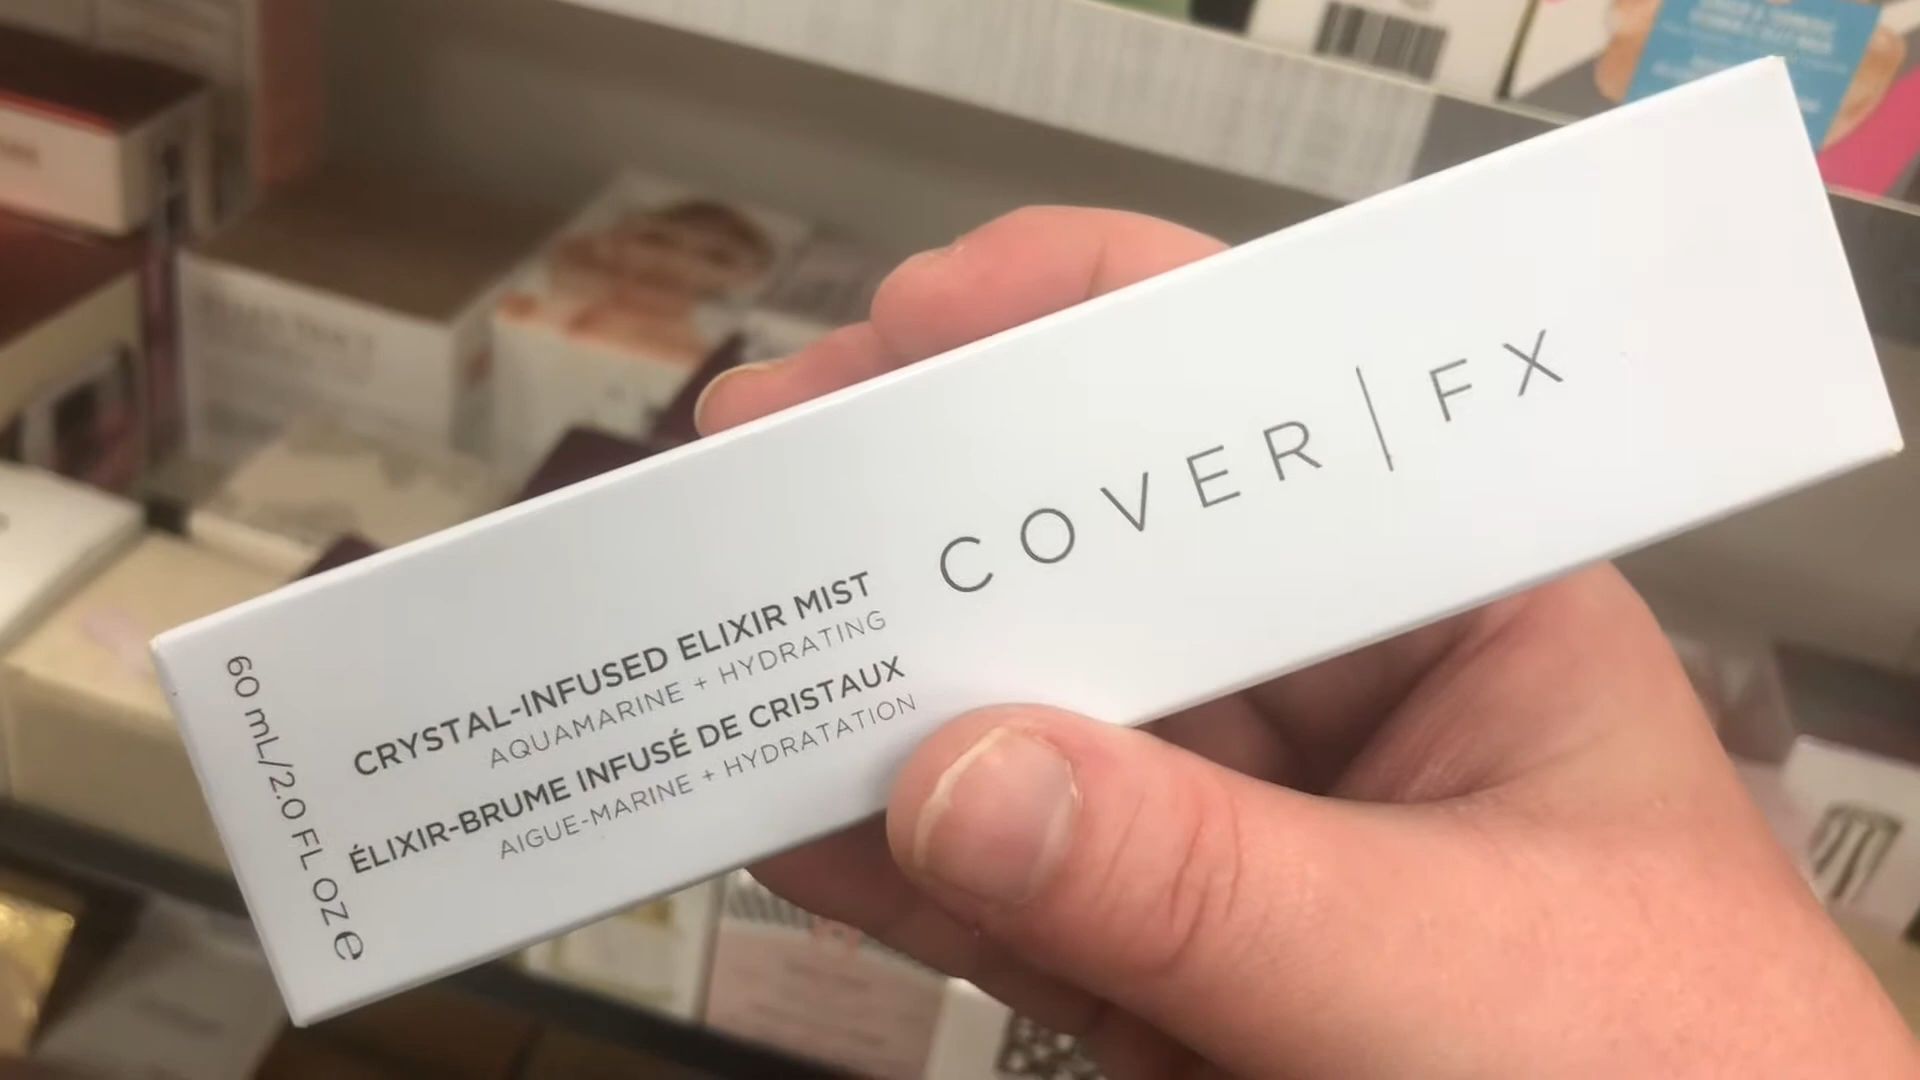 COVER | FX
CRYSTAL-INFUSED ELIXIR MIST
AQUAMARINE + HYDRATING
ÉLIXIR-BRUME INFUSÉ DE CRISTAUX
AIGUE-MARINE + HYDRATATION
60 mL/2.0 FL OZ ℮